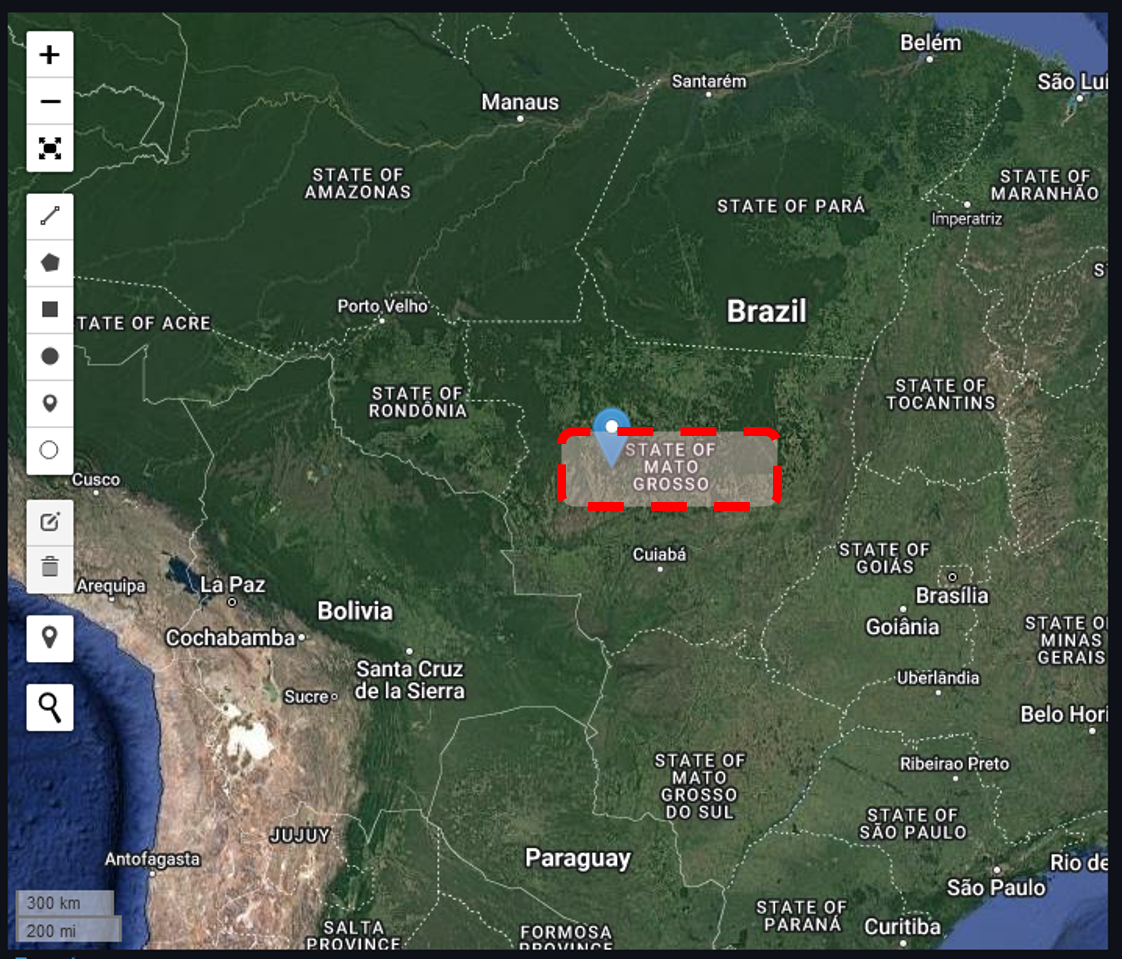 +
−
Belém
São Luí
Santarém
Manaus
STATE OF
AMAZONAS
STATE OF
MARANHÃO
STATE OF PARÁ
Imperatriz
Porto Velho
Brazil
TATE OF ACRE
STATE OF
RONDÔNIA
STATE OF
TOCANTINS
STATE OF
MATO
GROSSO
Cusco
Cuiabá
STATE OF
GOIÁS
Arequipa
La Paz
Brasília
Bolivia
Goiânia
STATE O
MINAS
GERAIS
Cochabamba
Santa Cruz
de la Sierra
Uberlândia
Sucre
Belo Hori
STATE OF
MATO
GROSSO
DO SUL
Ribeirao Preto
STATE OF
SÃO PAULO
JUJUY
Antofagasta
Paraguay
Rio de
São Paulo
300 km
200 mi
STATE OF
PARANÁ
Curitiba
SALTA
PROVINCE
FORMOSA
PROVINCE